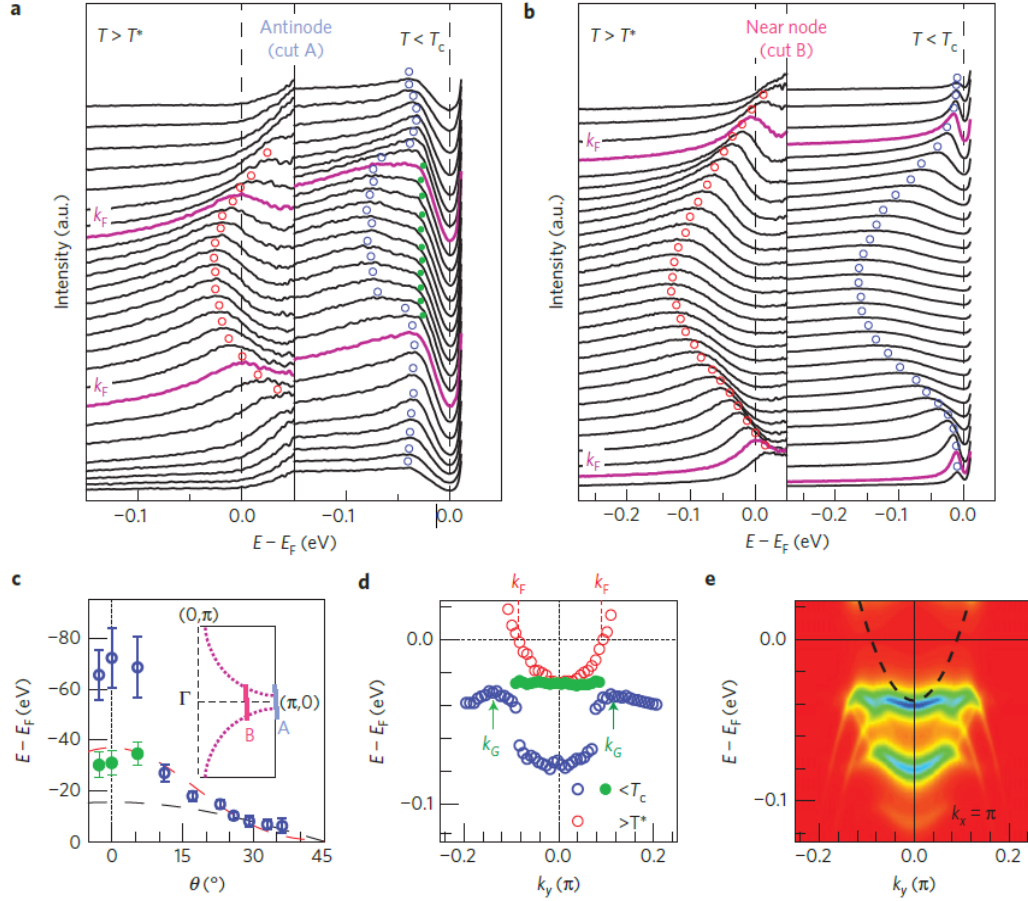 a
T > T*
Antinode
(cut A)
T < Tc
kF
kF
Intensity (a.u.)
−0.1 0.0 −0.1 0.0
E − EF (eV)
b
T > T*
Near node
(cut B)
T < Tc
kF
kF
Intensity (a.u.)
−0.2 −0.1 0.0 −0.2 −0.1 0.0
E − EF (eV)
c
−80
−60
−40
−20
0
E − EF (eV)
(0,π)
Γ
(π,0)
B
A
0 15 30 45
θ (°)
d
kF kF
0.0
−0.1
E − EF (eV)
kG kG
<Tc
>T*
−0.2 0.0 0.2
ky (π)
e
0.0
−0.1
E − EF (eV)
kx = π
−0.2 0.0 0.2
ky (π)